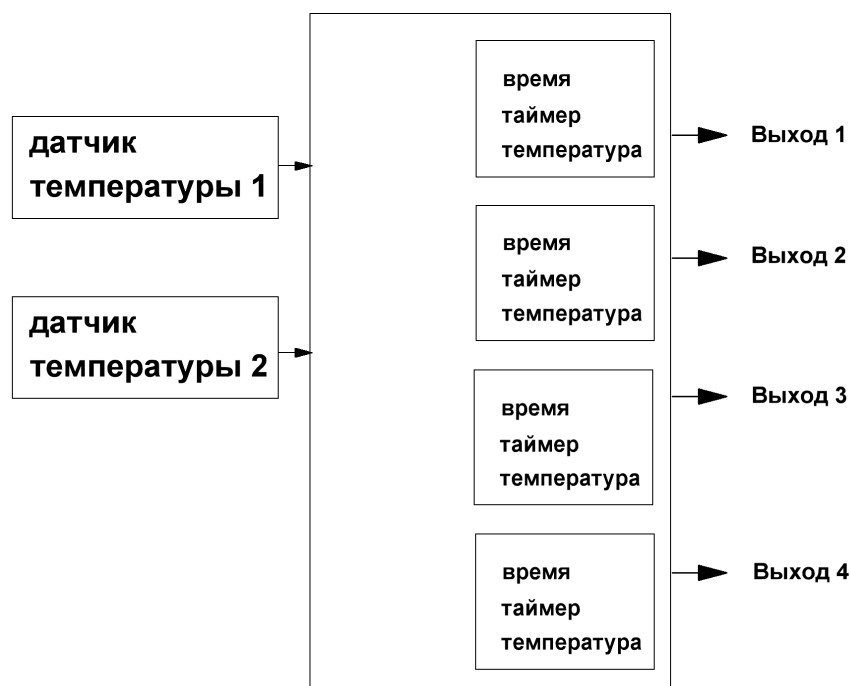 датчик
температуры 1
датчик
температуры 2
время
таймер
температура
Выход 1
время
таймер
температура
Выход 2
время
таймер
температура
Выход 3
время
таймер
температура
Выход 4